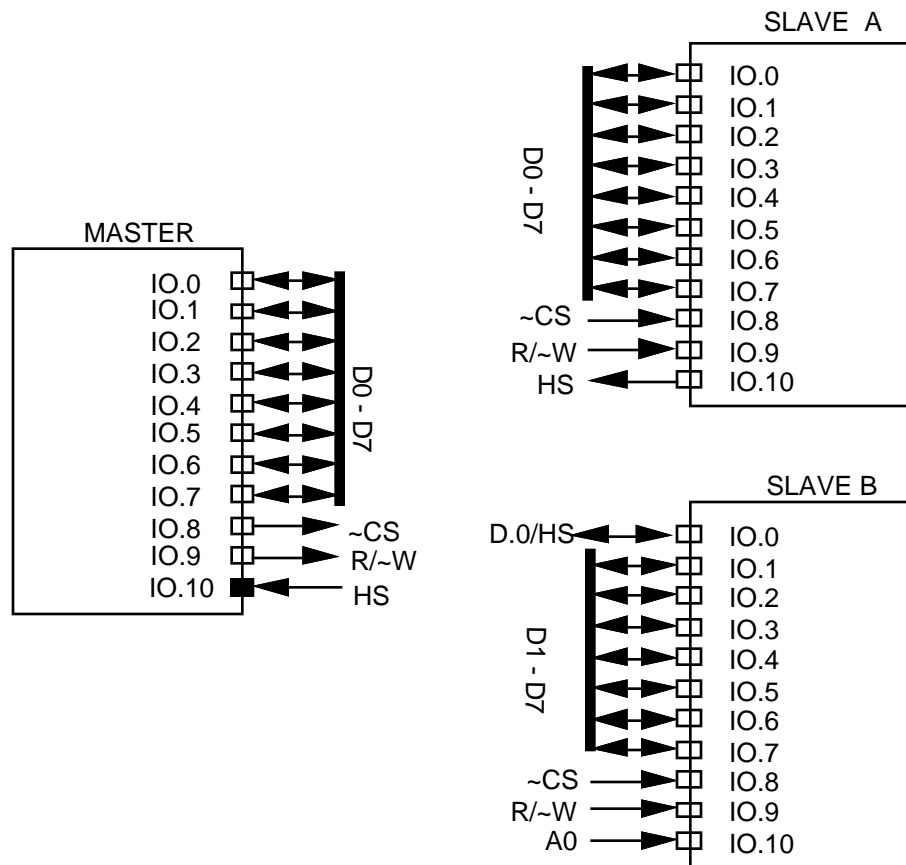 MASTER
IO.0
IO.1
IO.2
IO.3
IO.4
IO.5
IO.6
IO.7
IO.8
IO.9
IO.10
D0 - D7
~CS
R/~W
HS
SLAVE A
D0 - D7
~CS
R/~W
HS
IO.0
IO.1
IO.2
IO.3
IO.4
IO.5
IO.6
IO.7
IO.8
IO.9
IO.10
SLAVE B
D.0/HS
D1 - D7
~CS
R/~W
A0
IO.0
IO.1
IO.2
IO.3
IO.4
IO.5
IO.6
IO.7
IO.8
IO.9
IO.10